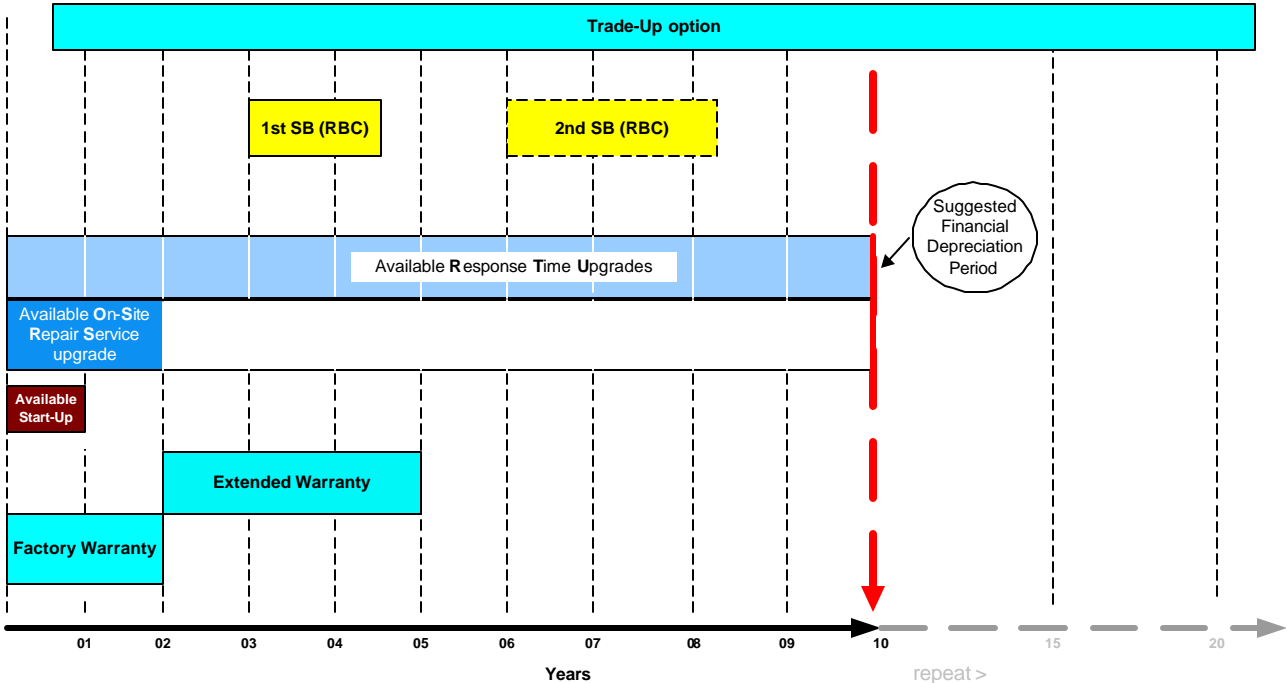 Trade-Up option
1st SB (RBC)
2nd SB (RBC)
Suggested
Financial
Depreciation
Period
Available Response Time Upgrades
Available On-Site
Repair Service
upgrade
Available
Start-Up
Extended Warranty
Factory Warranty
01 02 03 04 05 06 07 08 09 10 15 20
Years
repeat >